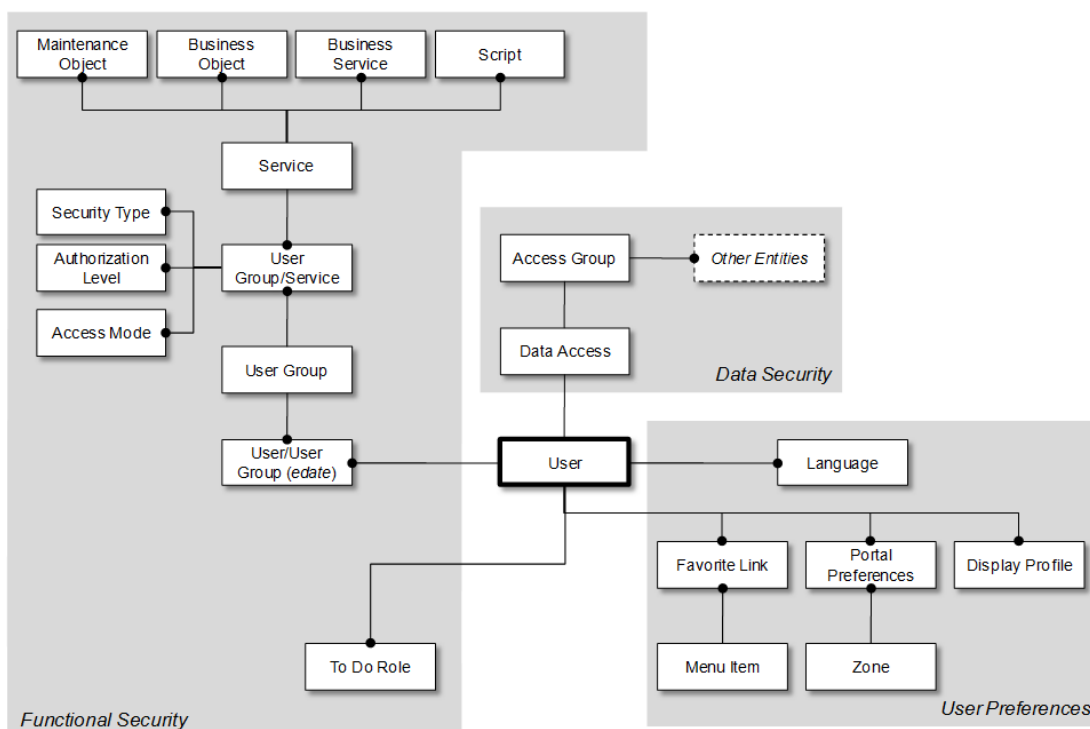 Maintenance
Object
Business
Object
Business
Service
Script
Service
Security Type
Authorization
Level
Access Mode
User
Group/Service
User Group
User/User
Group (edate)
To Do Role
Functional Security
Access Group
Other Entities
Data Access
Data Security
User
Language
Favorite Link
Portal
Preferences
Display Profile
Menu Item
Zone
User Preferences